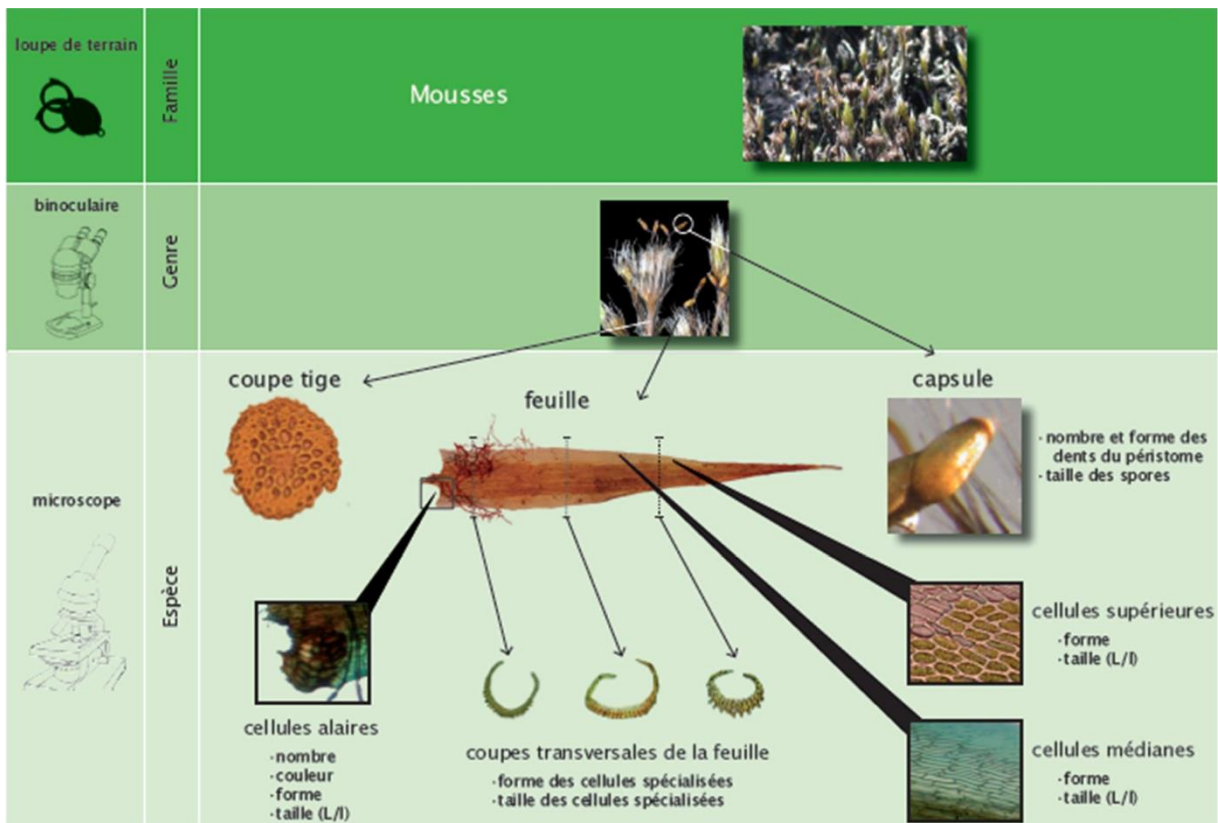 loupe de terrain
Famille
Mousses
binoculaire
Genre
microscope
Espèce
coupe tige
feuille
capsule
· nombre et forme des
dents du péristome
· taille des spores
cellules alaires
· nombre
· couleur
· forme
· taille (L/l)
coupes transversales de la feuille
· forme des cellules spécialisées
· taille des cellules spécialisées
cellules supérieures
· forme
· taille (L/l)
cellules médianes
· forme
· taille (L/l)